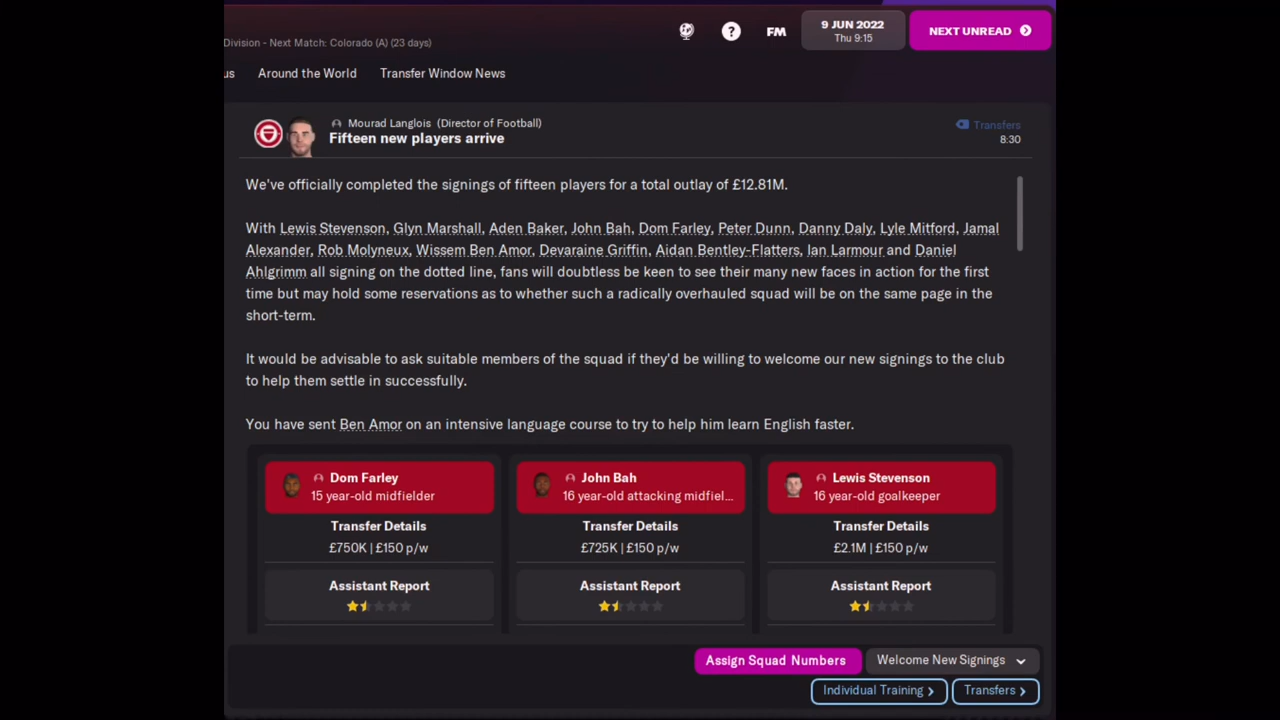 9 JUN 2022
FM
NEXT UNREAD
Thu 9:15
Division - Next Match: Colorado (A) (23 days)
us Around the World Transfer Window News
Mourad Langlois (Director of Football)
Transfers
Fifteen new players arrive
8:30
We've officially completed the signings of fifteen players for a total outlay of £12.81M.
With Lewis Stevenson, Glyn Marshall, Aden Baker, John Bah, Dom Farley, Peter Dunn, Danny Daly, Lyle Mitford, Jamal
Alexander, Rob Molyneux, Wissem Ben Amor, Devaraine Griffin, Aidan Bentley-Flatters, Ian Larmour and Daniel
Ahlgrimm all signing on the dotted line, fans will doubtless be keen to see their many new faces in action for the first
time but may hold some reservations as to whether such a radically overhauled squad will be on the same page in the
short-term.
It would be advisable to ask suitable members of the squad if they'd be willing to welcome our new signings to the club
to help them settle in successfully.
You have sent Ben Amor on an intensive language course to try to help him learn English faster.
Dom Farley
15 year-old midfielder
Transfer Details
£750K | £150 p/w
Assistant Report
John Bah
16 year-old attacking midfiel...
Transfer Details
£725K | £150 p/w
Assistant Report
Lewis Stevenson
16 year-old goalkeeper
Transfer Details
£2.1M | £150 p/w
Assistant Report
Assign Squad Numbers
Welcome New Signings
Individual Training
Transfers